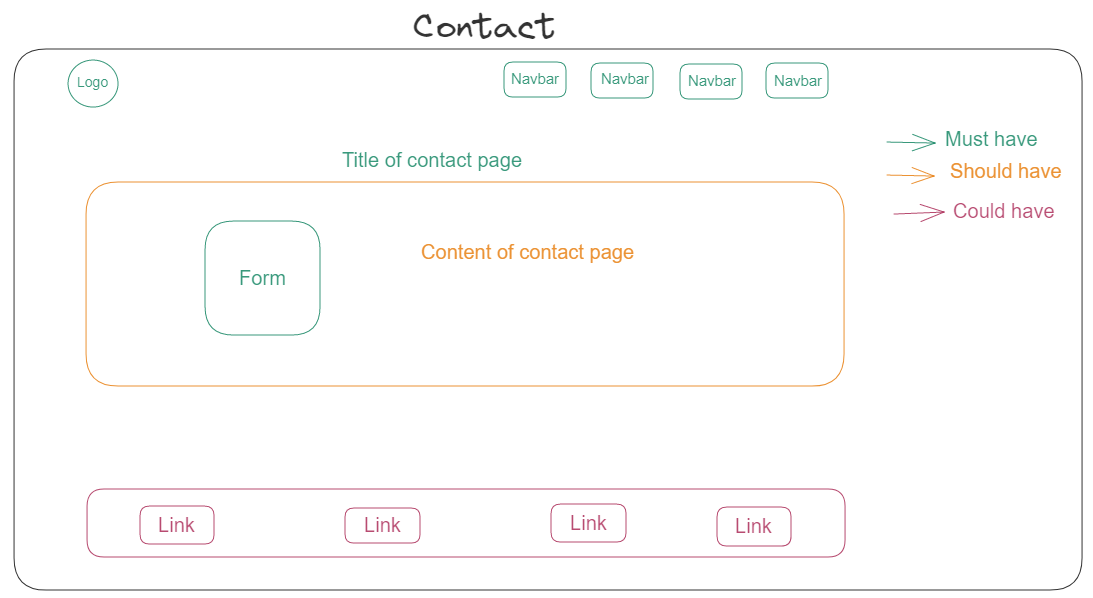 Contact
Logo
Navbar
Navbar
Navbar
Navbar
Must have
Title of contact page
Should have
Could have
Content of contact page
Form
Link
Link
Link
Link